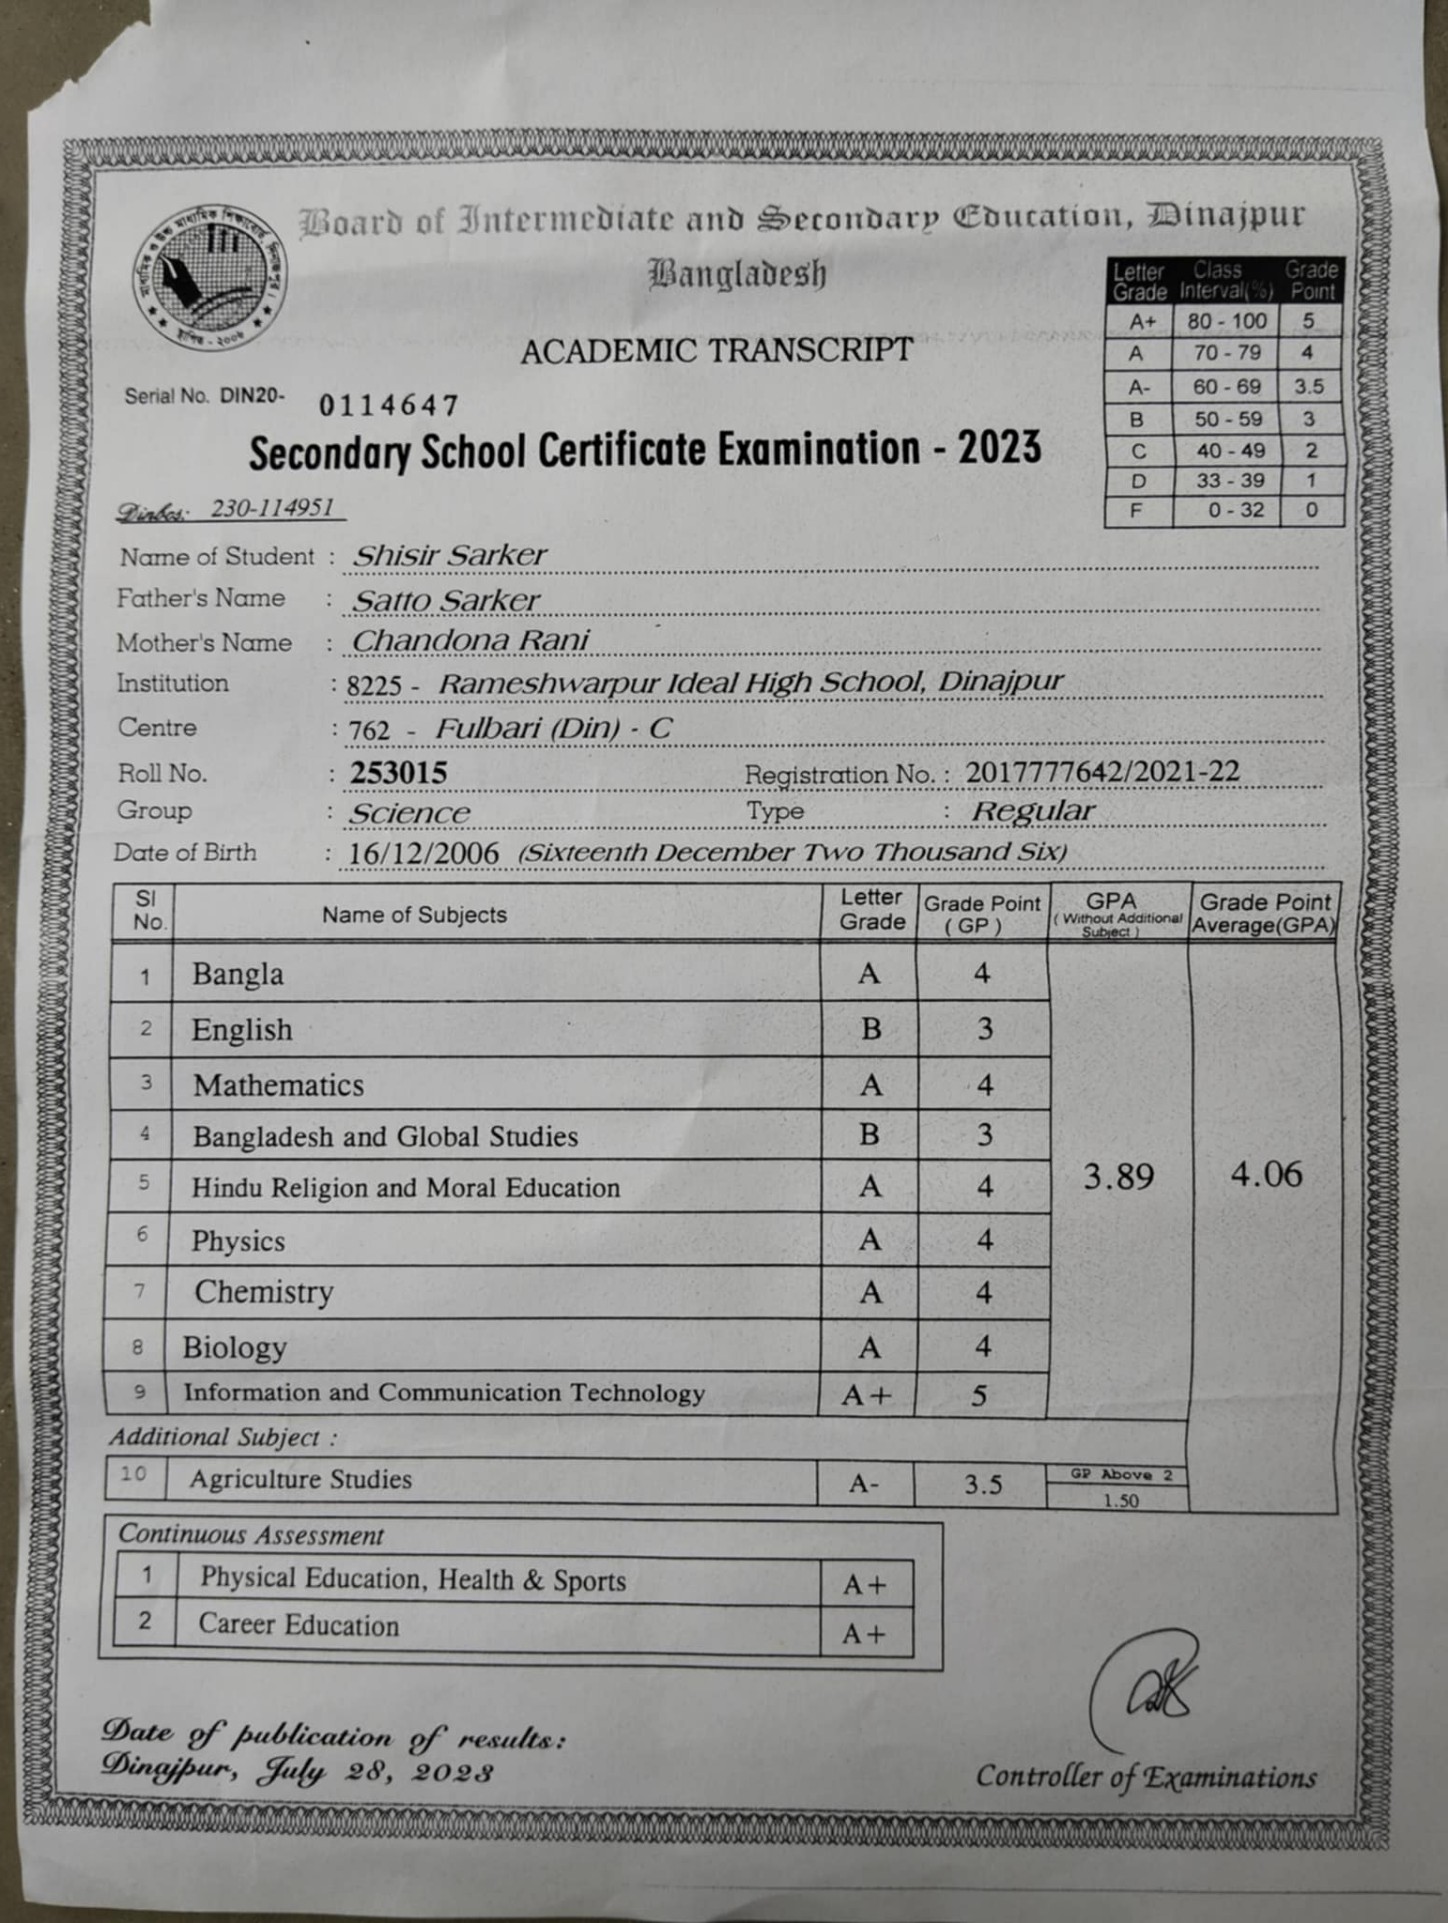 মাধ্যমিক ও উচ্চ মাধ্যমিক শিক্ষাবোর্ড, দিনাজপুর।
স্থাপিত - ২০০৬
Board of Intermediate and Secondary Education, Dinajpur
Bangladesh
Letter Grade Class Interval(%) Grade Point
A+ 80 - 100 5
A 70 - 79 4
A- 60 - 69 3.5
B 50 - 59 3
C 40 - 49 2
D 33 - 39 1
F 0 - 32 0
ACADEMIC TRANSCRIPT
Serial No. DIN20- 0114647
Secondary School Certificate Examination - 2023
Dinbcs: 230-114951
Name of Student : Shisir Sarker
Father's Name : Satto Sarker
Mother's Name : Chandona Rani
Institution : 8225 - Rameshwarpur Ideal High School, Dinajpur
Centre : 762 - Fulbari (Din) - C
Roll No. : 253015 Registration No. : 2017777642/2021-22
Group : Science Type : Regular
Date of Birth : 16/12/2006 (Sixteenth December Two Thousand Six)
Sl No. Name of Subjects Letter Grade Grade Point (GP) GPA (Without Additional Subject) Grade Point Average(GPA)
1 Bangla A 4
2 English B 3
3 Mathematics A 4
4 Bangladesh and Global Studies B 3
5 Hindu Religion and Moral Education A 4 3.89 4.06
6 Physics A 4
7 Chemistry A 4
8 Biology A 4
9 Information and Communication Technology A+ 5
Additional Subject :
10 Agriculture Studies A- 3.5 GP Above 2 1.50
Continuous Assessment
1 Physical Education, Health & Sports A+
2 Career Education A+
Date of publication of results:
Dinajpur, July 28, 2023
Controller of Examinations